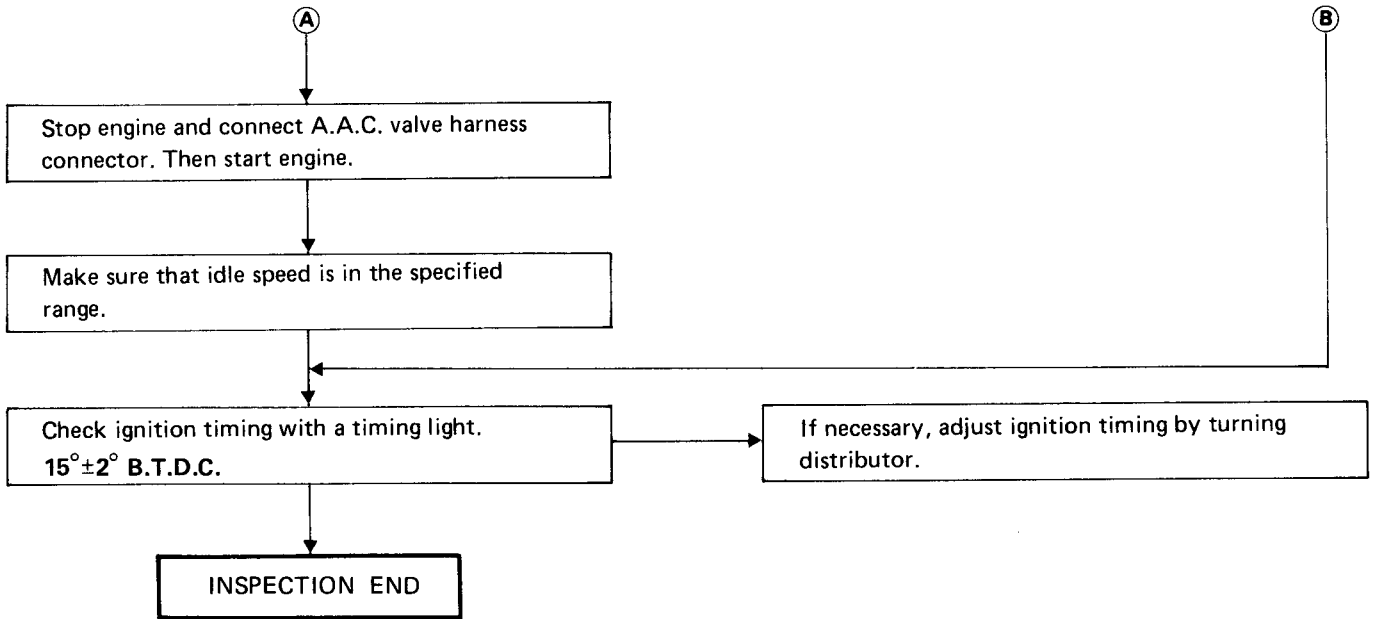 A
B
Stop engine and connect A.A.C. valve harness
connector. Then start engine.
Make sure that idle speed is in the specified
range.
Check ignition timing with a timing light.
15°±2° B.T.D.C.
If necessary, adjust ignition timing by turning
distributor.
INSPECTION END